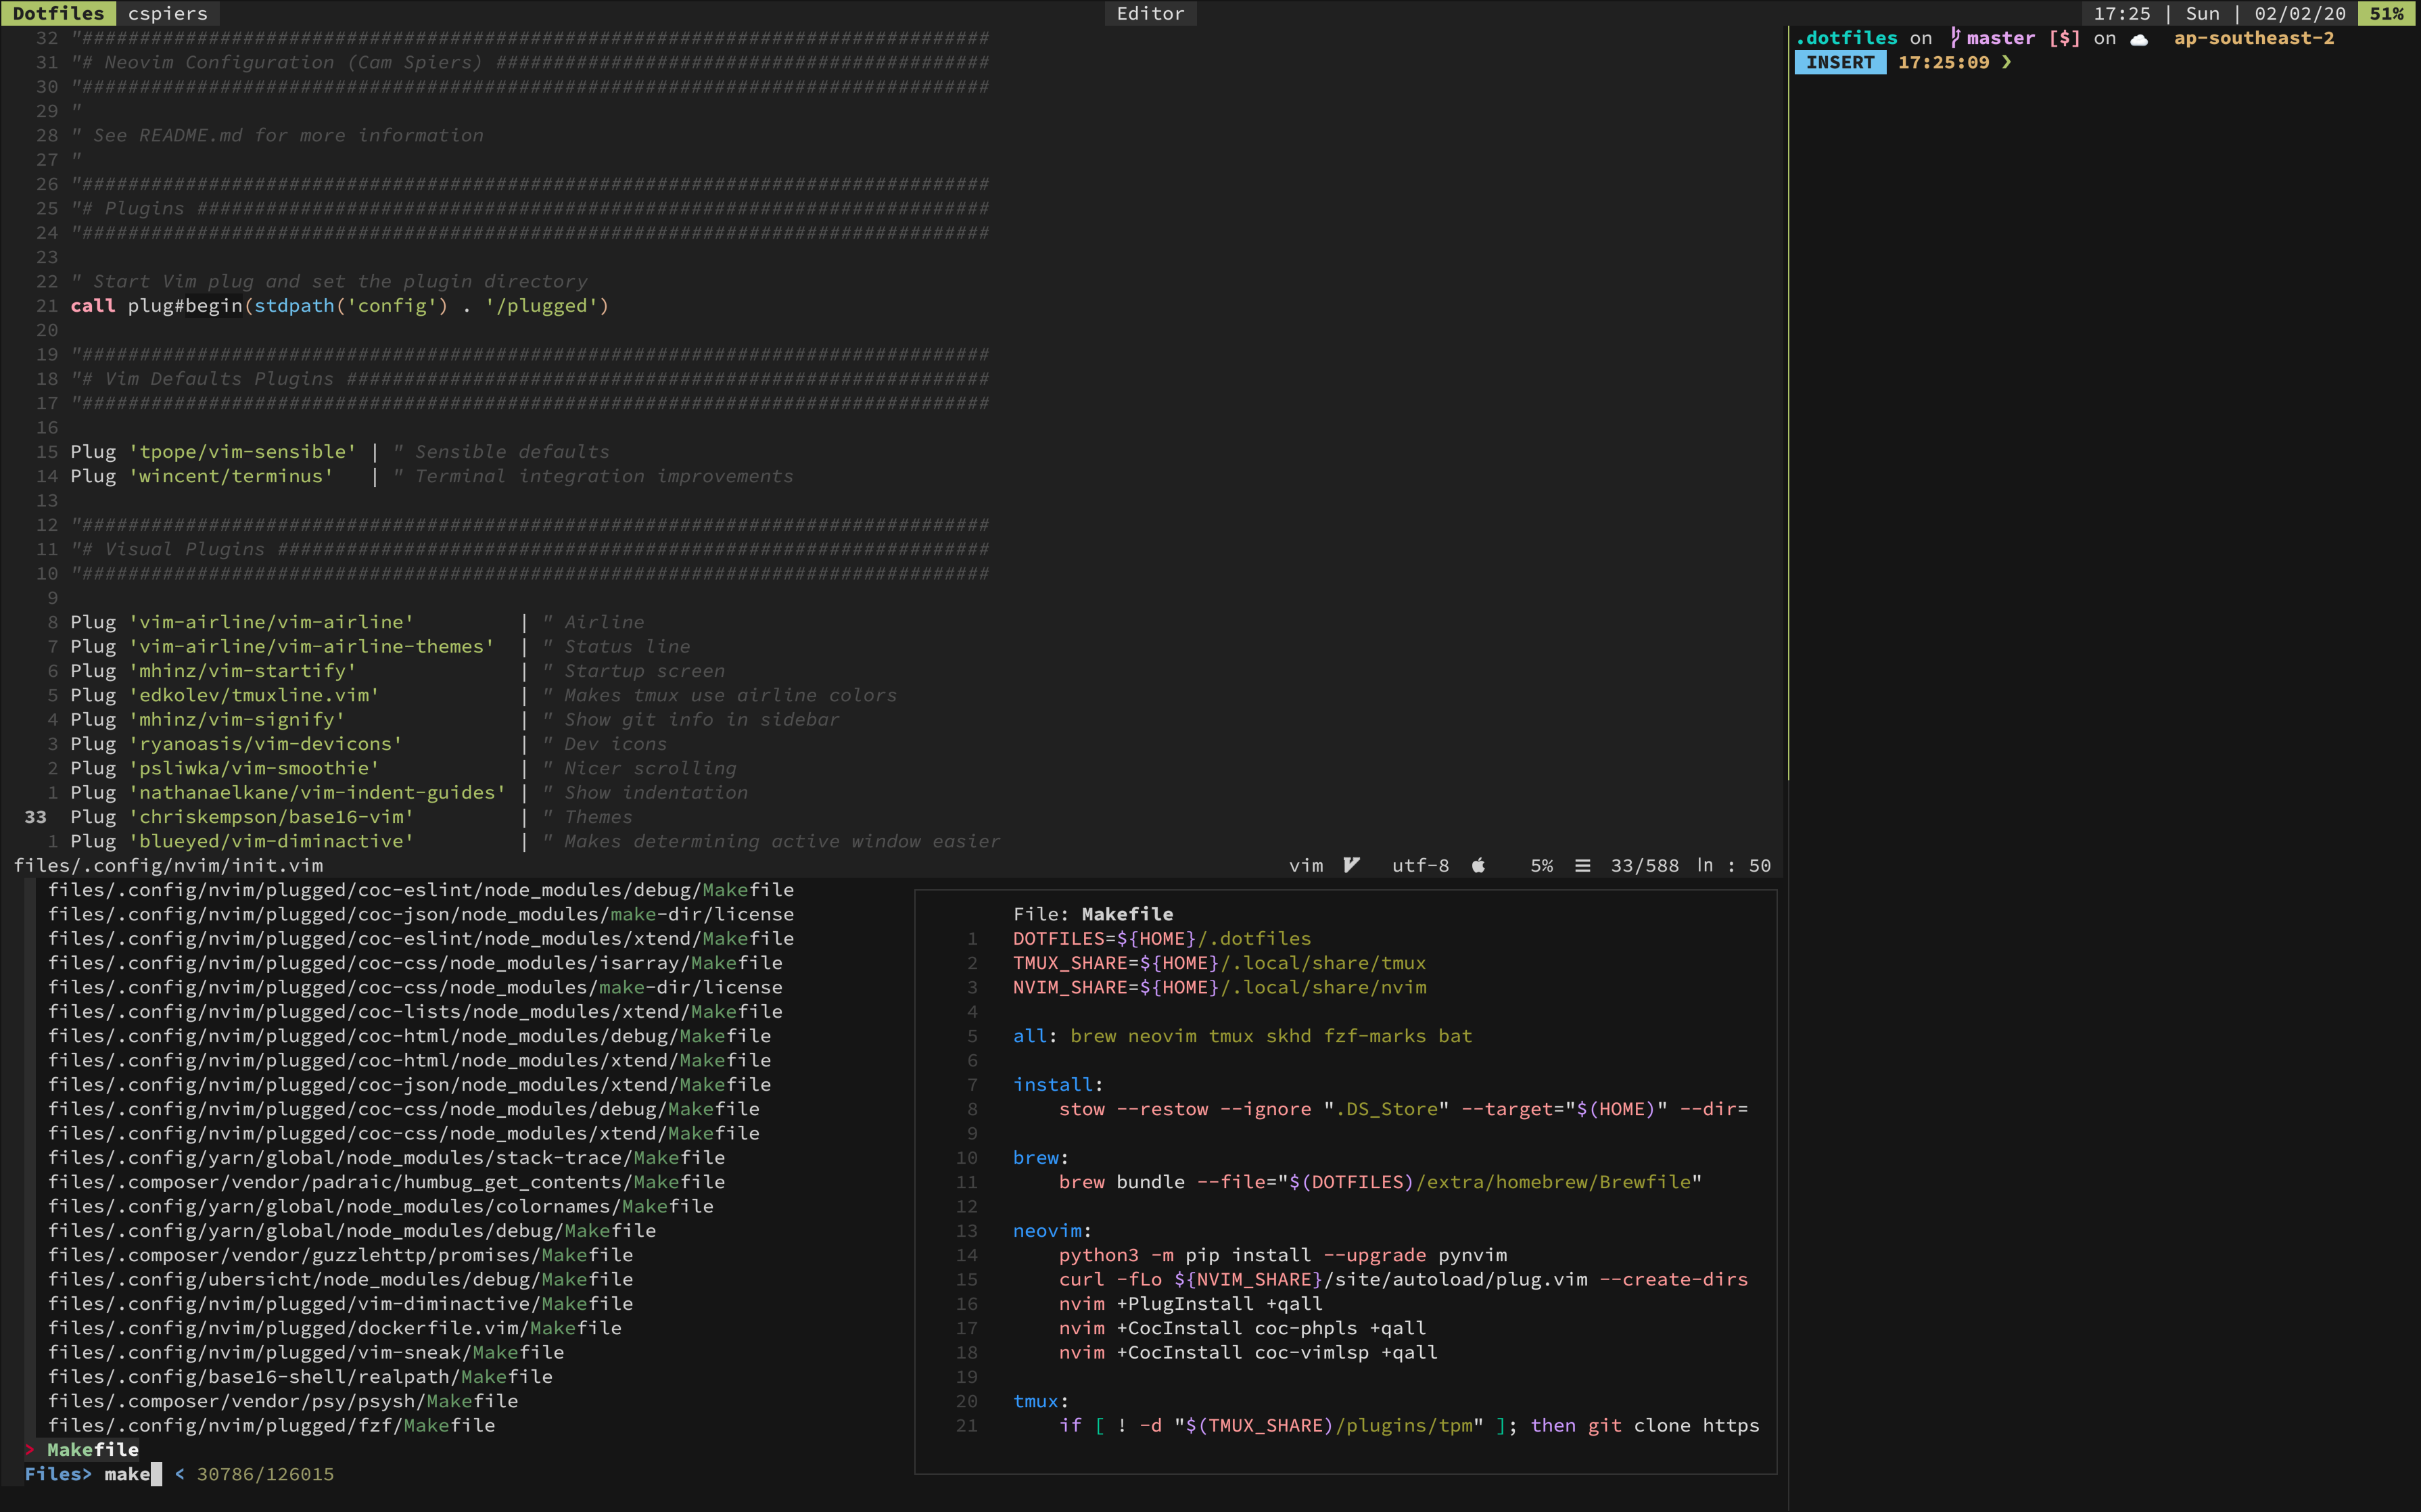 Dotfiles cspiers Editor 17:25 | Sun | 02/02/20 51%
32 "###############################################################################
31 "# Neovim Configuration (Cam Spiers) ###########################################
30 "###############################################################################
29 "
28 " See README.md for more information
27 "
26 "###############################################################################
25 "# Plugins #####################################################################
24 "###############################################################################
23
22 " Start Vim plug and set the plugin directory
21 call plug#begin(stdpath('config') . '/plugged')
20
19 "###############################################################################
18 "# Vim Defaults Plugins ########################################################
17 "###############################################################################
16
15 Plug 'tpope/vim-sensible' | " Sensible defaults
14 Plug 'wincent/terminus'   | " Terminal integration improvements
13
12 "###############################################################################
11 "# Visual Plugins ##############################################################
10 "###############################################################################
9
8 Plug 'vim-airline/vim-airline'          | " Airline
7 Plug 'vim-airline/vim-airline-themes'   | " Status line
6 Plug 'mhinz/vim-startify'               | " Startup screen
5 Plug 'edkolev/tmuxline.vim'             | " Makes tmux use airline colors
4 Plug 'mhinz/vim-signify'                | " Show git info in sidebar
3 Plug 'ryanoasis/vim-devicons'           | " Dev icons
2 Plug 'psliwka/vim-smoothie'             | " Nicer scrolling
1 Plug 'nathanaelkane/vim-indent-guides'  | " Show indentation
33 Plug 'chriskempson/base16-vim'          | " Themes
1 Plug 'blueyed/vim-diminactive'          | " Makes determining active window easier
files/.config/nvim/init.vim vim utf-8 5% ☰ 33/588 ln : 50
files/.config/nvim/plugged/coc-eslint/node_modules/debug/Makefile
files/.config/nvim/plugged/coc-json/node_modules/make-dir/license
files/.config/nvim/plugged/coc-eslint/node_modules/xtend/Makefile
files/.config/nvim/plugged/coc-css/node_modules/isarray/Makefile
files/.config/nvim/plugged/coc-css/node_modules/make-dir/license
files/.config/nvim/plugged/coc-lists/node_modules/xtend/Makefile
files/.config/nvim/plugged/coc-html/node_modules/debug/Makefile
files/.config/nvim/plugged/coc-html/node_modules/xtend/Makefile
files/.config/nvim/plugged/coc-json/node_modules/xtend/Makefile
files/.config/nvim/plugged/coc-css/node_modules/debug/Makefile
files/.config/nvim/plugged/coc-css/node_modules/xtend/Makefile
files/.config/yarn/global/node_modules/stack-trace/Makefile
files/.composer/vendor/padraic/humbug_get_contents/Makefile
files/.config/yarn/global/node_modules/colornames/Makefile
files/.config/yarn/global/node_modules/debug/Makefile
files/.composer/vendor/guzzlehttp/promises/Makefile
files/.config/ubersicht/node_modules/debug/Makefile
files/.config/nvim/plugged/vim-diminactive/Makefile
files/.config/nvim/plugged/dockerfile.vim/Makefile
files/.config/nvim/plugged/vim-sneak/Makefile
files/.config/base16-shell/realpath/Makefile
files/.composer/vendor/psy/psysh/Makefile
files/.config/nvim/plugged/fzf/Makefile
> Makefile
Files> make < 30786/126015
File: Makefile
1 DOTFILES=${HOME}/.dotfiles
2 TMUX_SHARE=${HOME}/.local/share/tmux
3 NVIM_SHARE=${HOME}/.local/share/nvim
4
5 all: brew neovim tmux skhd fzf-marks bat
6
7 install:
8     stow --restow --ignore ".DS_Store" --target="$(HOME)" --dir=
9
10 brew:
11     brew bundle --file="$(DOTFILES)/extra/homebrew/Brewfile"
12
13 neovim:
14     python3 -m pip install --upgrade pynvim
15     curl -fLo ${NVIM_SHARE}/site/autoload/plug.vim --create-dirs
16     nvim +PlugInstall +qall
17     nvim +CocInstall coc-phpls +qall
18     nvim +CocInstall coc-vimlsp +qall
19
20 tmux:
21     if [ ! -d "$(TMUX_SHARE)/plugins/tpm" ]; then git clone https
.dotfiles on master [$] on ☁ ap-southeast-2
INSERT 17:25:09 ❯